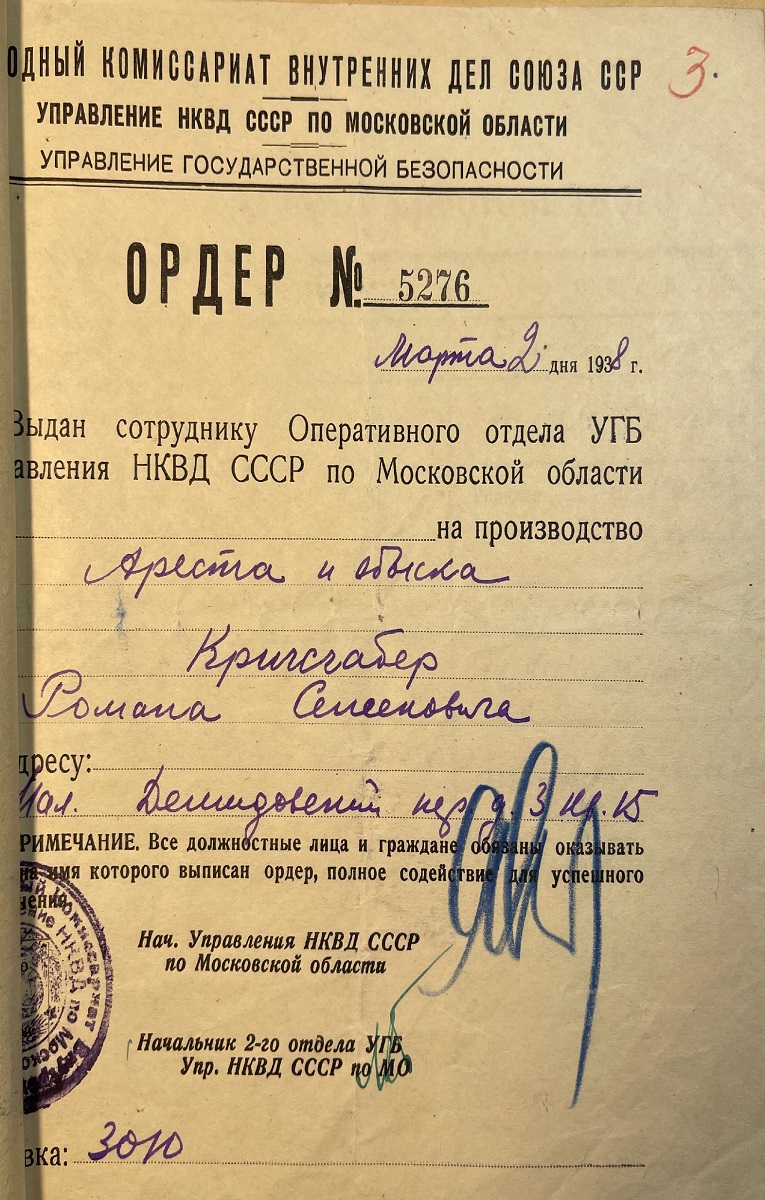 ОДНЫЙ КОМИССАРИАТ ВНУТРЕННИХ ДЕЛ СОЮЗА ССР
3.
УПРАВЛЕНИЕ НКВД СССР ПО МОСКОВСКОЙ ОБЛАСТИ
УПРАВЛЕНИЕ ГОСУДАРСТВЕННОЙ БЕЗОПАСНОСТИ
ОРДЕР № 5276
Марта 2 дня 1938 г.
Выдан сотруднику Оперативного отдела УГБ
авления НКВД СССР по Московской области
на производство
Ареста и обыска
Кригсгабер
Романа Семеновича
дресу:
Мал. Демидовский пер д. 3 кв. 15
РИМЕЧАНИЕ. Все должностные лица и граждане обязаны оказывать
на имя которого выписан ордер, полное содействие для успешного
чения.
Нач. Управления НКВД СССР
по Московской области
Начальник 2-го отдела УГБ
Упр. НКВД СССР по МО
вка: 3010